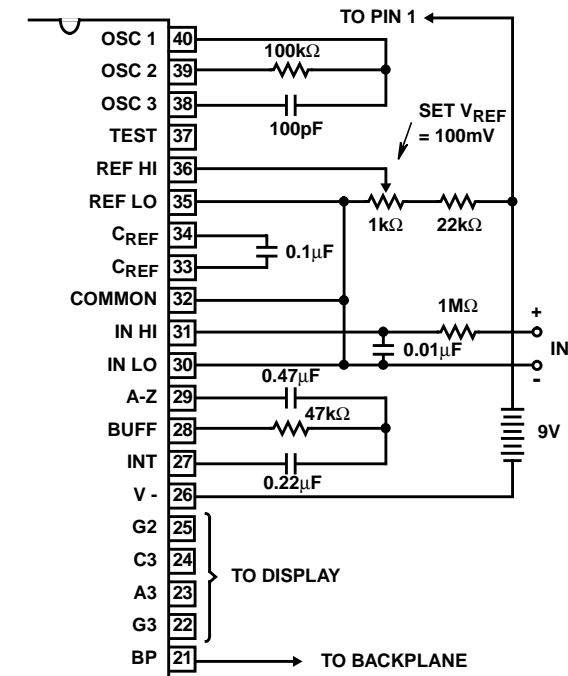 TO PIN 1
OSC 1 40
100kΩ
OSC 2 39
OSC 3 38
100pF
SET VREF
= 100mV
TEST 37
REF HI 36
REF LO 35
1kΩ 22kΩ
CREF 34
0.1μF
CREF 33
COMMON 32
1MΩ
+
IN HI 31
0.01μF
IN
IN LO 30
-
0.47μF
A-Z 29
47kΩ
BUFF 28
9V
INT 27
0.22μF
V - 26
G2 25
C3 24
TO DISPLAY
A3 23
G3 22
BP 21
TO BACKPLANE